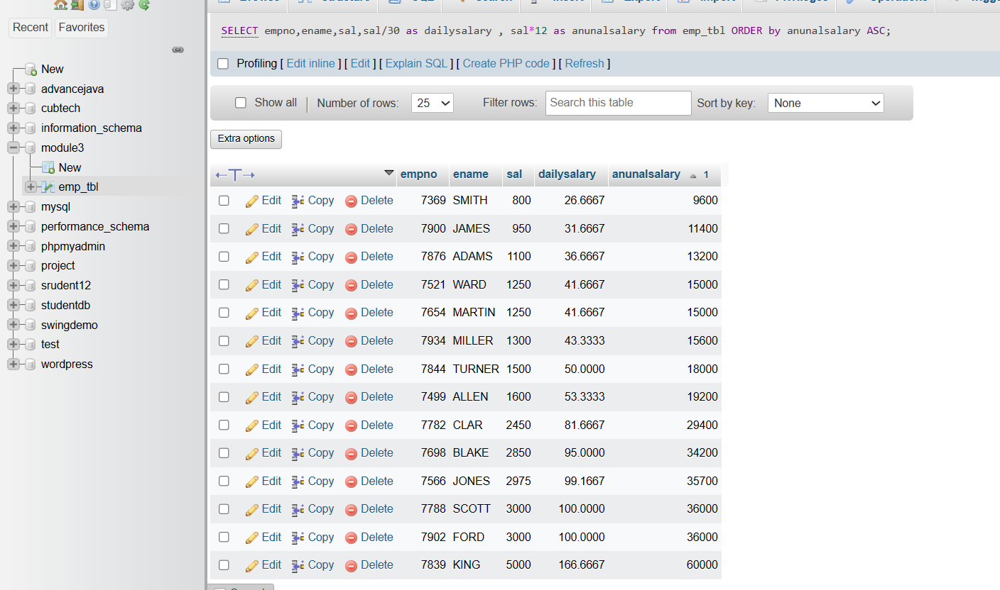 Browse Structure SQL Search Insert Export Import Privileges Operations
Recent Favorites
New
advancejava
cubtech
information_schema
module3
New
emp_tbl
mysql
performance_schema
phpmyadmin
project
srudent12
studentdb
swingdemo
test
wordpress
SELECT empno,ename,sal,sal/30 as dailysalary , sal*12 as anunalsalary from emp_tbl ORDER by anunalsalary ASC;
Profiling [ Edit inline ] [ Edit ] [ Explain SQL ] [ Create PHP code ] [ Refresh ]
Show all | Number of rows: 25 Filter rows: Search this table Sort by key: None
Extra options
←T→ empno ename sal dailysalary anunalsalary 1
Edit Copy Delete 7369 SMITH 800 26.6667 9600
Edit Copy Delete 7900 JAMES 950 31.6667 11400
Edit Copy Delete 7876 ADAMS 1100 36.6667 13200
Edit Copy Delete 7521 WARD 1250 41.6667 15000
Edit Copy Delete 7654 MARTIN 1250 41.6667 15000
Edit Copy Delete 7934 MILLER 1300 43.3333 15600
Edit Copy Delete 7844 TURNER 1500 50.0000 18000
Edit Copy Delete 7499 ALLEN 1600 53.3333 19200
Edit Copy Delete 7782 CLAR 2450 81.6667 29400
Edit Copy Delete 7698 BLAKE 2850 95.0000 34200
Edit Copy Delete 7566 JONES 2975 99.1667 35700
Edit Copy Delete 7788 SCOTT 3000 100.0000 36000
Edit Copy Delete 7902 FORD 3000 100.0000 36000
Edit Copy Delete 7839 KING 5000 166.6667 60000